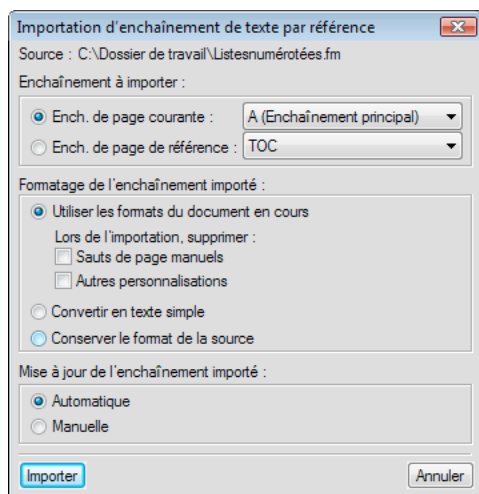 Importation d'enchaînement de texte par référence
Source : C:\Dossier de travail\Listesnumérotées.fm
Enchaînement à importer :
Ench. de page courante : A (Enchaînement principal)
Ench. de page de référence : TOC
Formatage de l'enchaînement importé :
Utiliser les formats du document en cours
Lors de l'importation, supprimer :
Sauts de page manuels
Autres personnalisations
Convertir en texte simple
Conserver le format de la source
Mise à jour de l'enchaînement importé :
Automatique
Manuelle
Importer Annuler